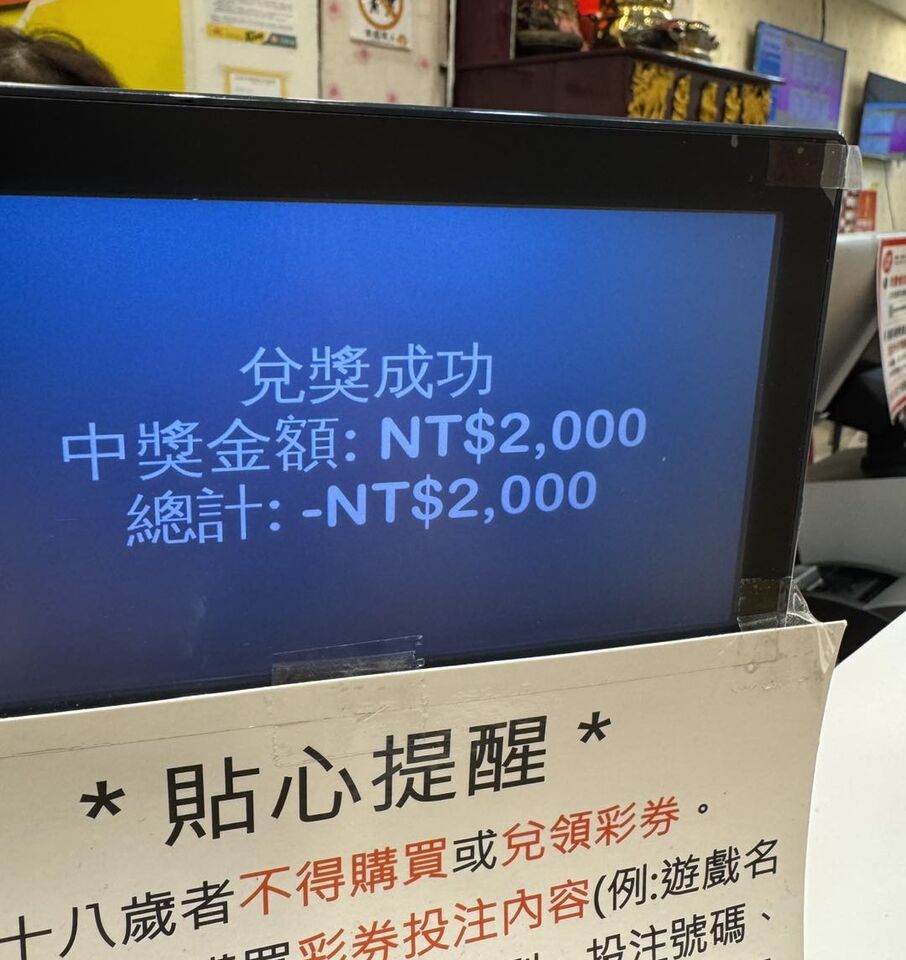 兌獎成功
中獎金額: NT$2,000
總計: -NT$2,000
* 貼心提醒 *
十八歲者不得購買或兌領彩券。
買彩券投注內容(例:遊戲名
投注號碼、